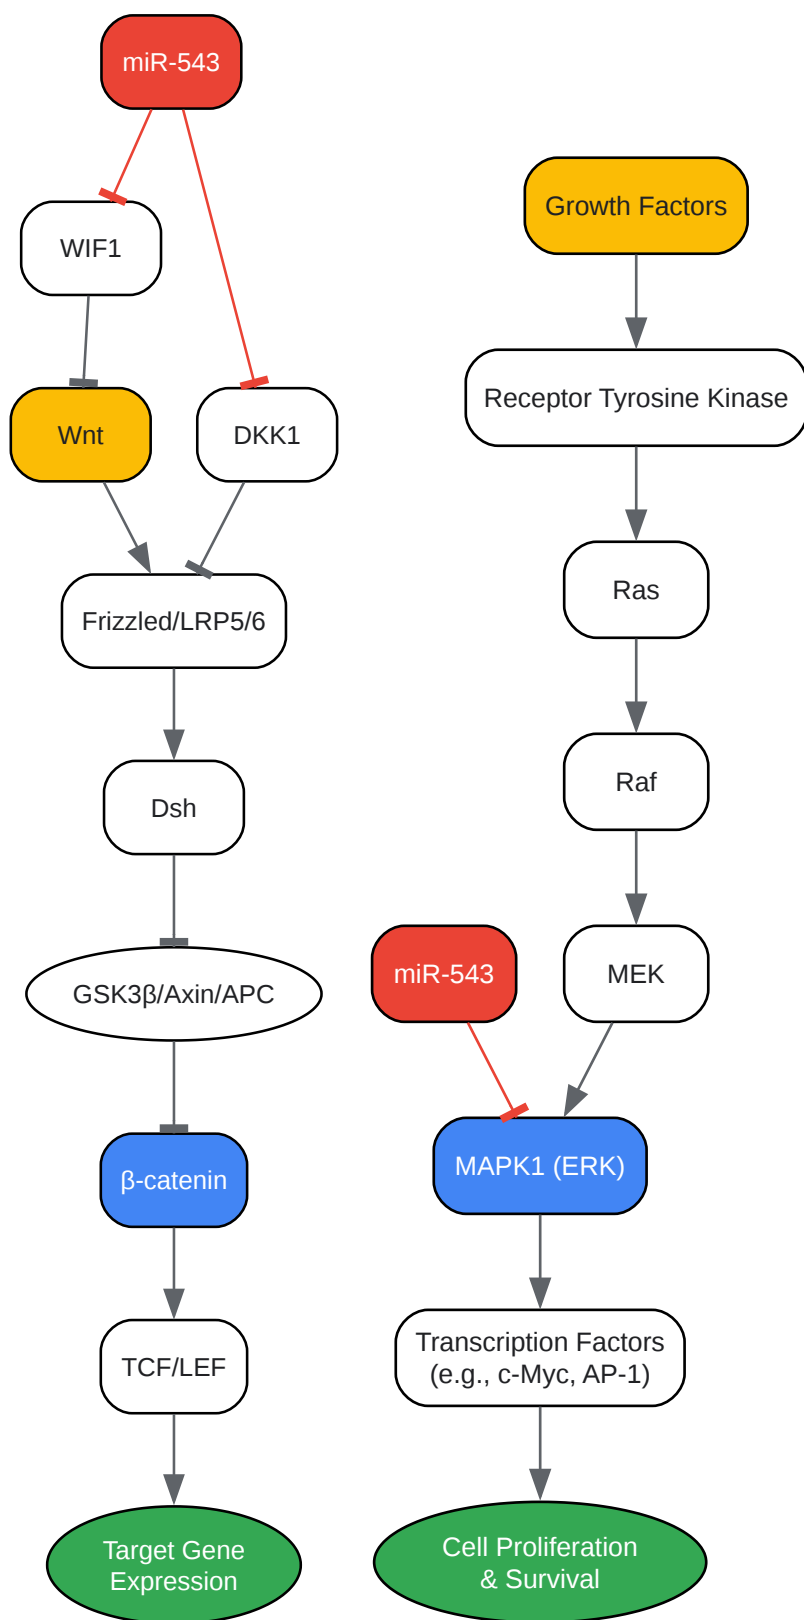 miR-543
WIF1
Wnt
DKK1
Frizzled/LRP5/6
Dsh
GSK3β/Axin/APC
β-catenin
TCF/LEF
Target Gene
Expression
Growth Factors
Receptor Tyrosine Kinase
Ras
Raf
miR-543
MEK
MAPK1 (ERK)
Transcription Factors
(e.g., c-Myc, AP-1)
Cell Proliferation
& Survival